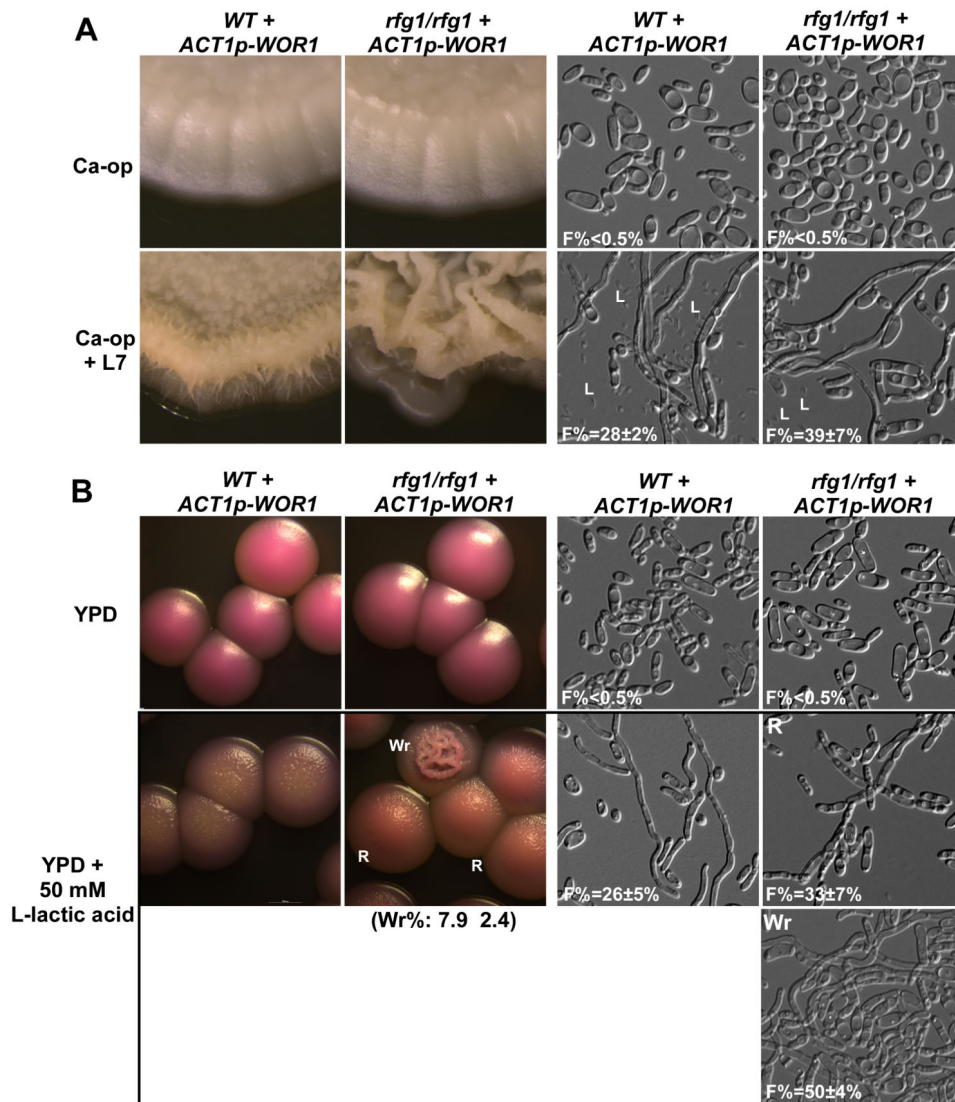 A
WT +
ACT1p-WOR1
rfg1/rfg1 +
ACT1p-WOR1
WT +
ACT1p-WOR1
rfg1/rfg1 +
ACT1p-WOR1
Ca-op
F%<0.5%
F%<0.5%
Ca-op
+ L7
L
L
L
F%=28±2%
L
L
F%=39±7%
B
WT +
ACT1p-WOR1
rfg1/rfg1 +
ACT1p-WOR1
WT +
ACT1p-WOR1
rfg1/rfg1 +
ACT1p-WOR1
YPD
F%<0.5%
F%<0.5%
YPD +
50 mM
L-lactic acid
Wr
R
R
(Wr%: 7.9 2.4)
F%=26±5%
R
F%=33±7%
Wr
F%=50±4%